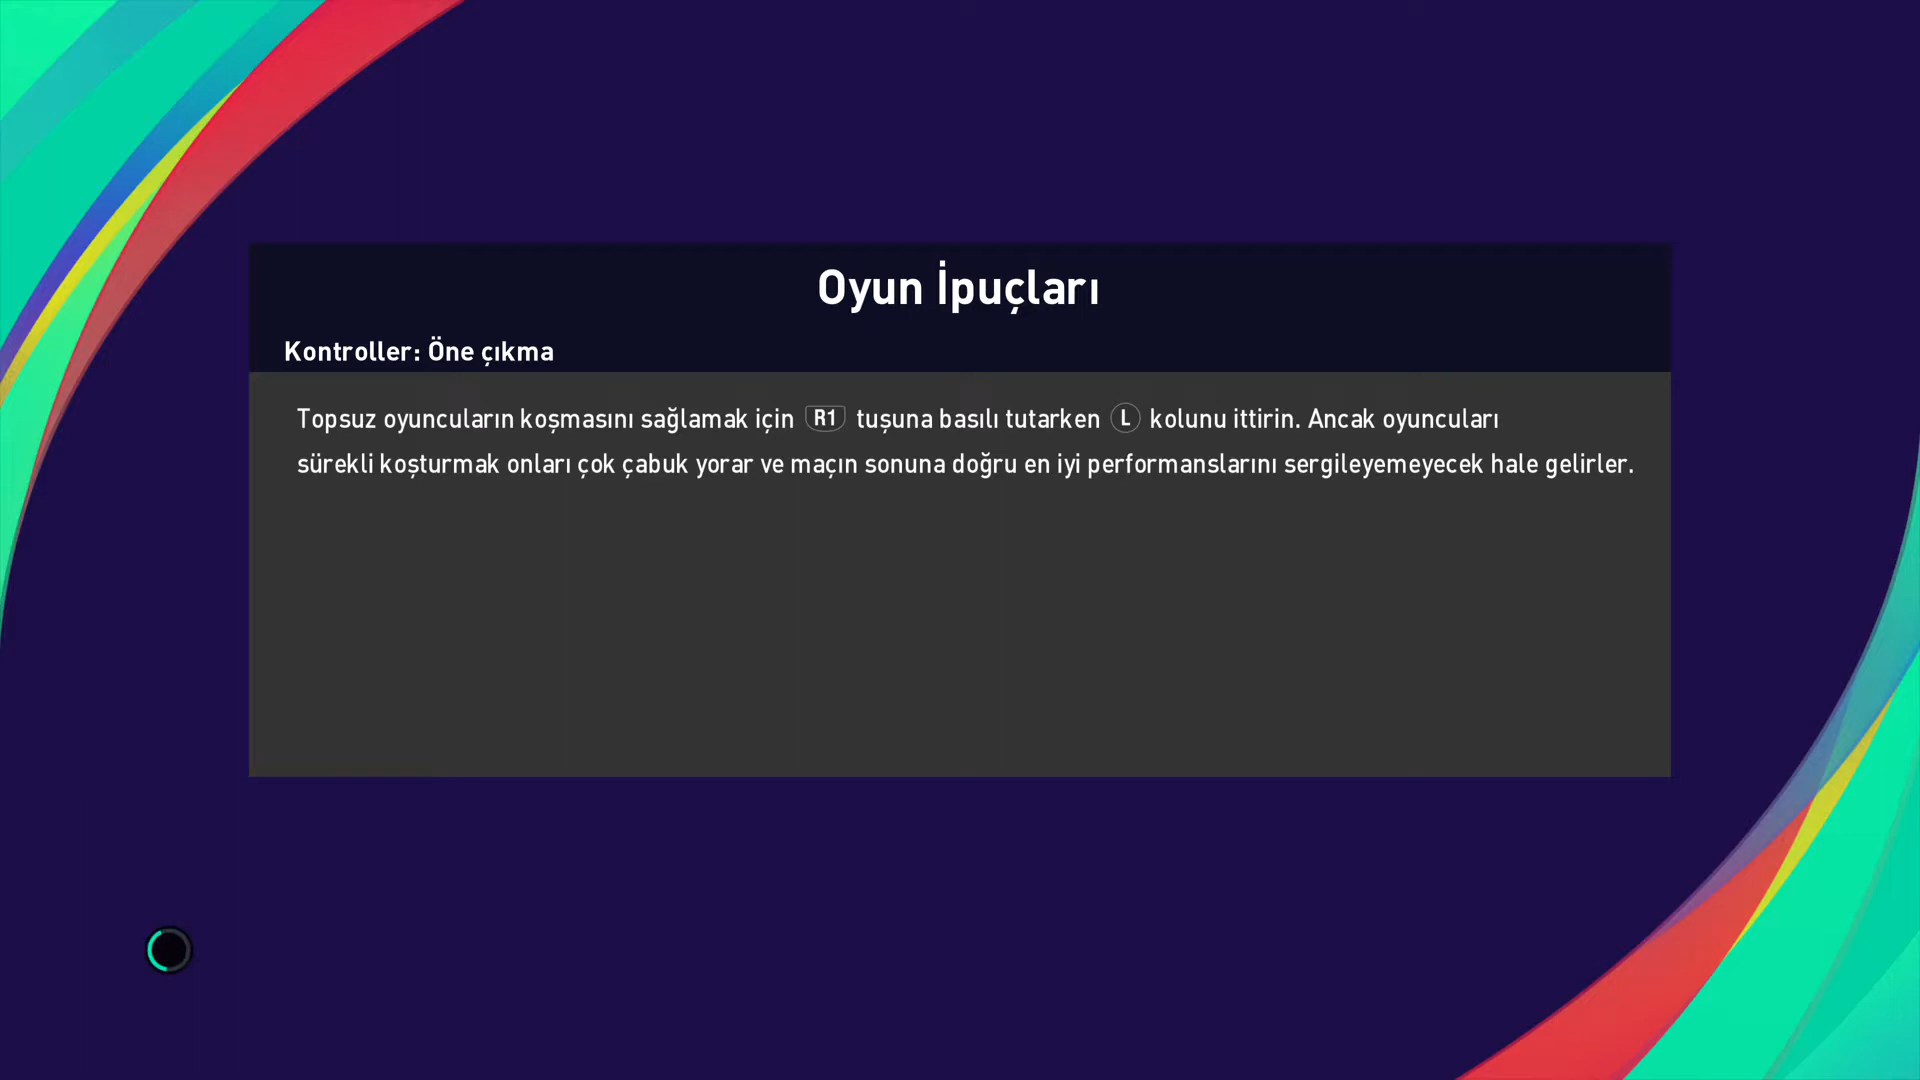 Oyun İpuçları
Kontroller: Öne çıkma
Topsuz oyuncuların koşmasını sağlamak için R1 tuşuna basılı tutarken L kolunu ittirin. Ancak oyuncuları
sürekli koşturmak onları çok çabuk yorar ve maçın sonuna doğru en iyi performanslarını sergileyemeyecek hale gelirler.